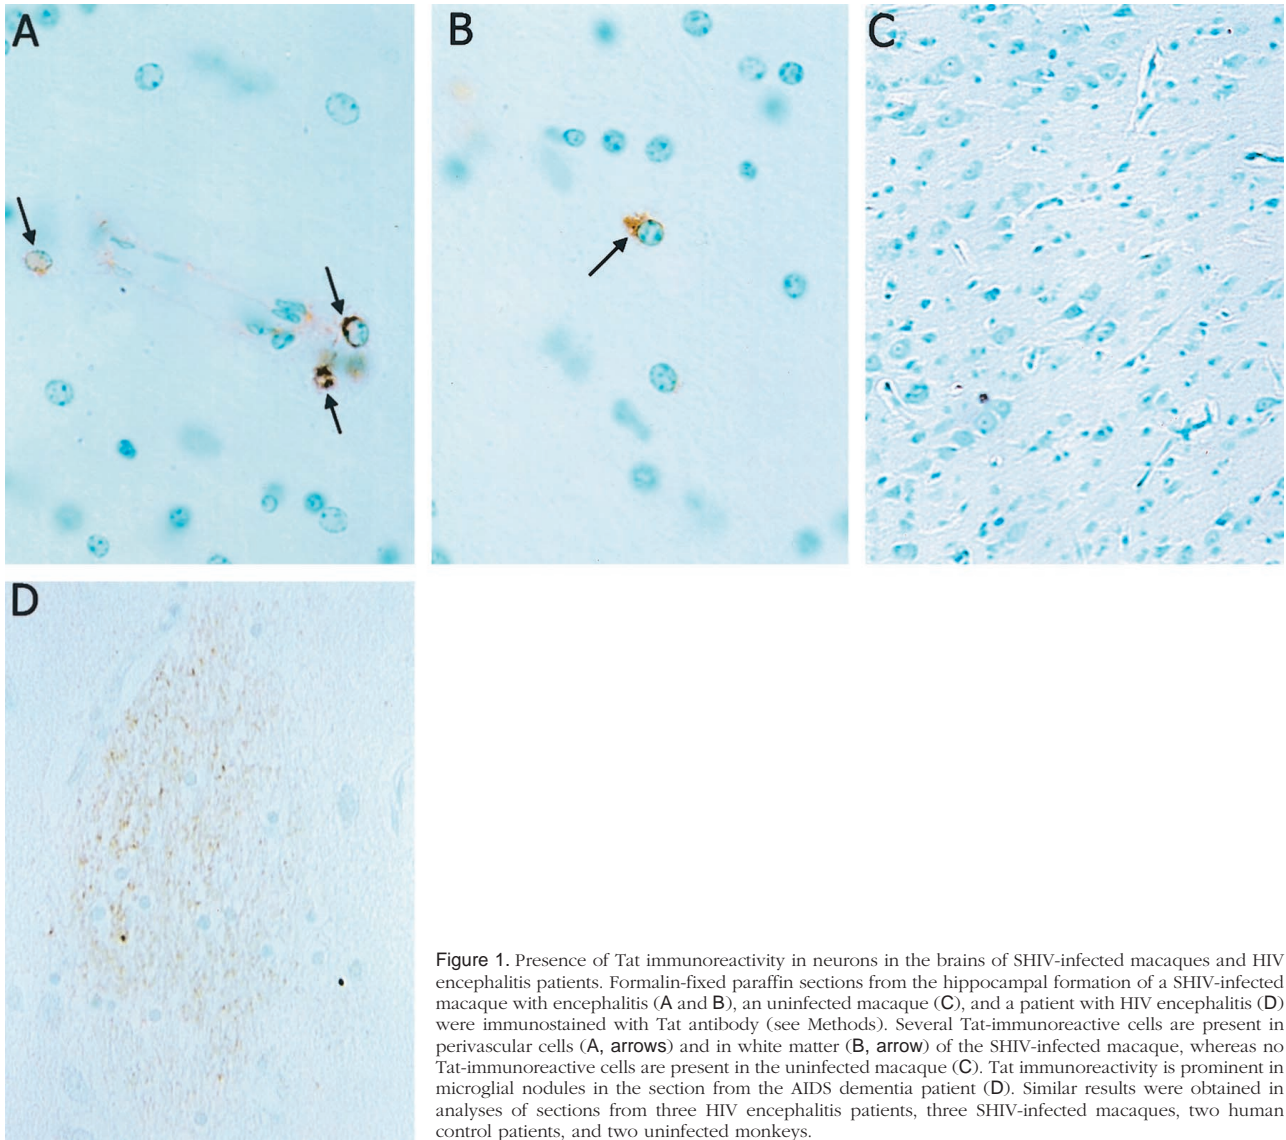 A
B
C
D
Figure 1. Presence of Tat immunoreactivity in neurons in the brains of SHIV-infected macaques and HIV
encephalitis patients. Formalin-fixed paraffin sections from the hippocampal formation of a SHIV-infected
macaque with encephalitis (A and B), an uninfected macaque (C), and a patient with HIV encephalitis (D)
were immunostained with Tat antibody (see Methods). Several Tat-immunoreactive cells are present in
perivascular cells (A, arrows) and in white matter (B, arrow) of the SHIV-infected macaque, whereas no
Tat-immunoreactive cells are present in the uninfected macaque (C). Tat immunoreactivity is prominent in
microglial nodules in the section from the AIDS dementia patient (D). Similar results were obtained in
analyses of sections from three HIV encephalitis patients, three SHIV-infected macaques, two human
control patients, and two uninfected monkeys.